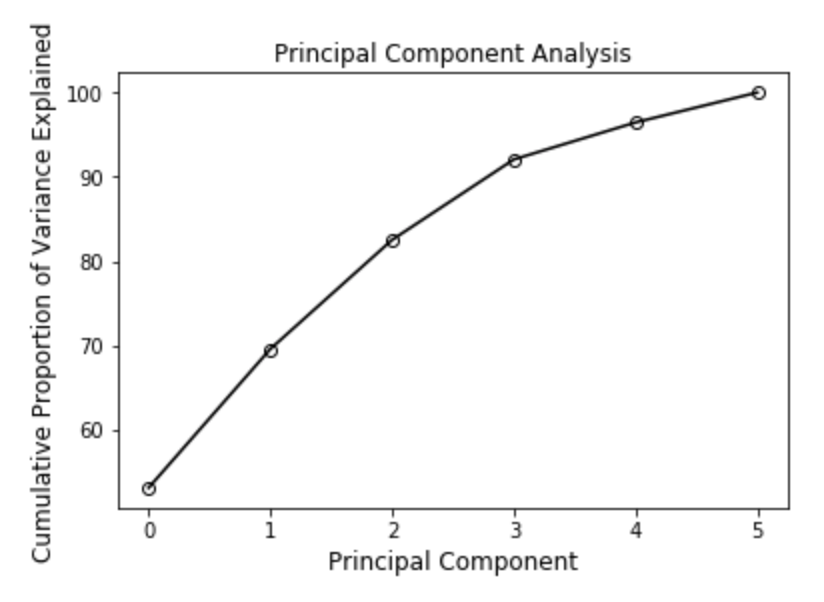 Principal Component Analysis
Cumulative Proportion of Variance Explained
100
90
80
70
60
0 1 2 3 4 5
Principal Component